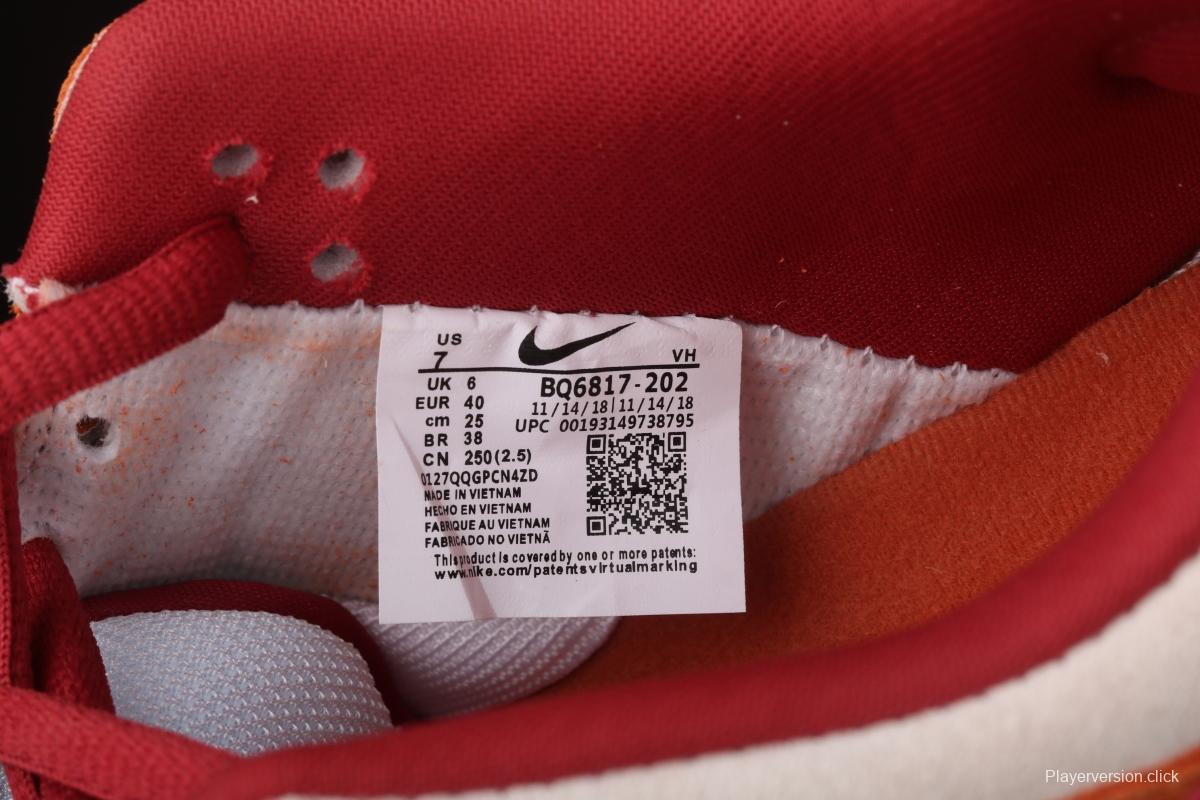 US
7
VH
UK 6
BQ6817-202
EUR 40
11/14/18|11/14/18
cm 25
UPC 00193149738795
BR 38
CN 250(2.5)
0127QQGPCN4ZD
MADE IN VIETNAM
HECHO EN VIETNAM
FABRIQUE AU VIETNAM
FABRICADO NO VIETNÃ
This product is covered by one or more patents:
www.nike.com/patentsvirtualmarking
Playerversion.click